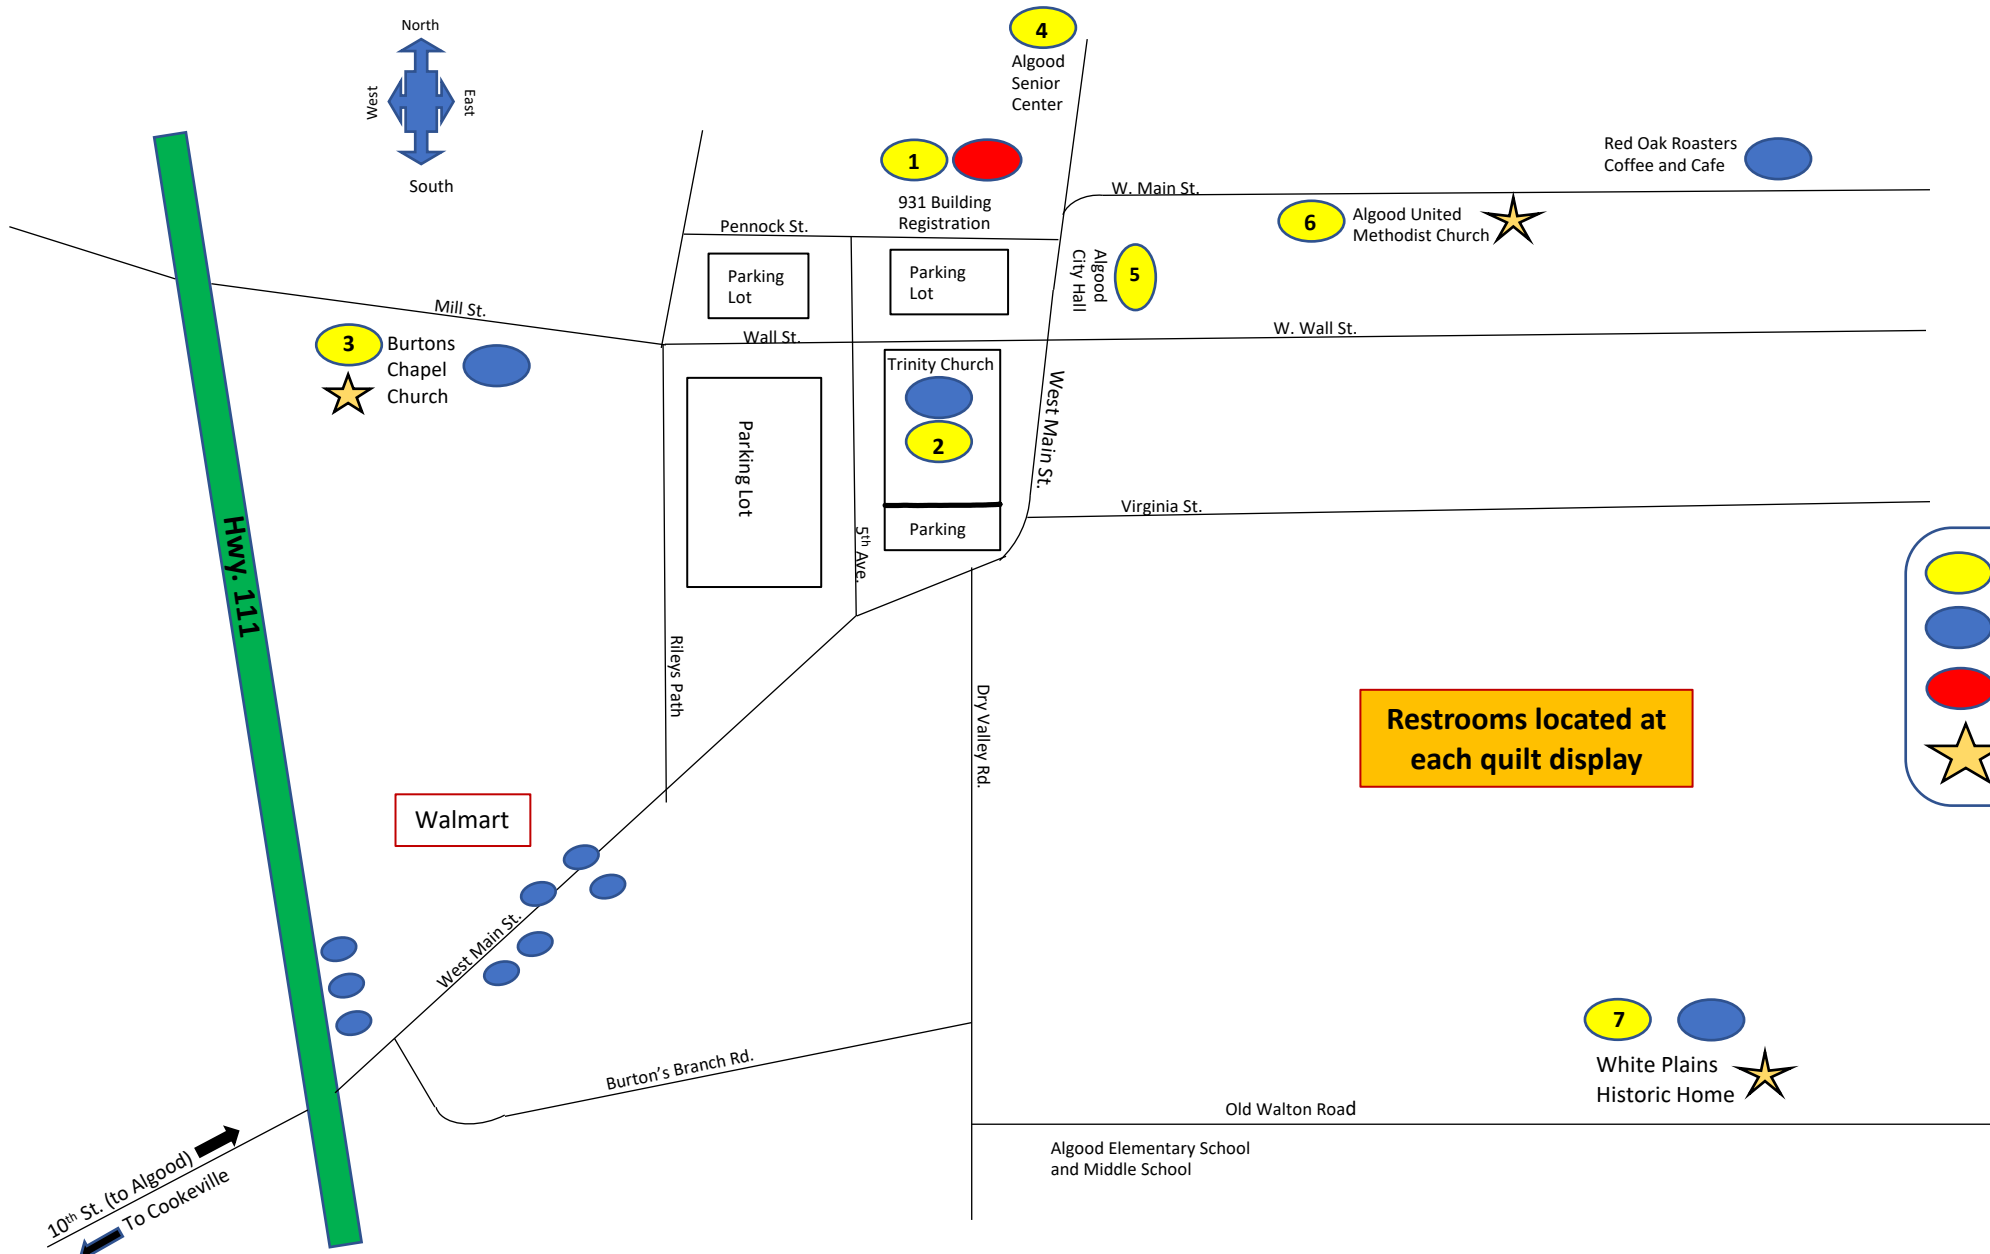 North
West
East
South
4
Algood
Senior
Center
1
931 Building
Registration
Red Oak Roasters
Coffee and Cafe
W. Main St.
6
Algood United
Methodist Church
Pennock St.
Parking
Lot
Parking
Lot
Algood
City Hall
5
Mill St.
Wall St.
W. Wall St.
3
Burtons
Chapel
Church
Trinity Church
2
Parking
Parking Lot
West Main St.
5th Ave.
Virginia St.
Hwy. 111
Rileys Path
Dry Valley Rd.
Restrooms located at
each quilt display
Walmart
West Main St.
Burton’s Branch Rd.
7
White Plains
Historic Home
Old Walton Road
Algood Elementary School
and Middle School
10th St. (to Algood)
To Cookeville